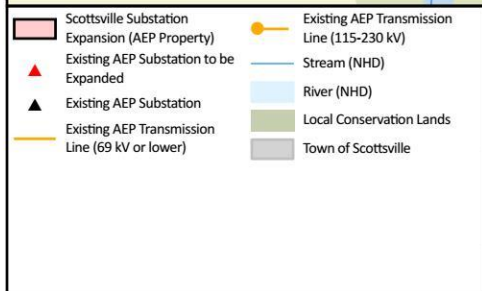 Scottsville Substation
Expansion (AEP Property)
Existing AEP Substation to be
Expanded
Existing AEP Substation
Existing AEP Transmission
Line (69 kV or lower)
Existing AEP Transmission
Line (115-230 kV)
Stream (NHD)
River (NHD)
Local Conservation Lands
Town of Scottsville